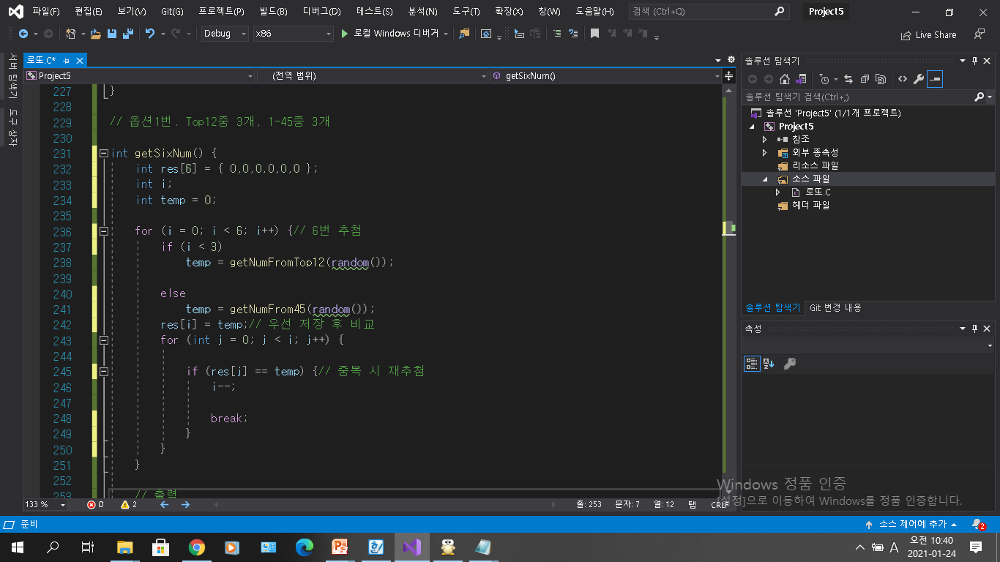 파일(F) 편집(E) 보기(V) Git(G) 프로젝트(P) 빌드(B) 디버그(D) 테스트(S) 분석(N) 도구(T) 확장(X) 창(W) 도움말(H) 검색 (Ctrl+Q) Project5
Debug x86 로컬 Windows 디버거 Live Share
서버 탐색기
도구 상자
로또.C*
Project5 (전역 범위) getSixNum()
227 }
228
229 // 옵션1번. Top12중 3개, 1-45중 3개
230
231 int getSixNum() {
232 int res[6] = { 0,0,0,0,0,0 };
233 int i;
234 int temp = 0;
235
236 for (i = 0; i < 6; i++) {// 6번 추첨
237 if (i < 3)
238 temp = getNumFromTop12(random());
239
240 else
241 temp = getNumFrom45(random());
242 res[i] = temp;// 우선 저장 후 비교
243 for (int j = 0; j < i; j++) {
244
245 if (res[j] == temp) {// 중복 시 재추첨
246 i--;
247
248 break;
249 }
250 }
251 }
252
253 // 출력
133 % 0 2 줄: 253 문자: 7 열: 12 탭 CRLF
솔루션 탐색기
솔루션 탐색기 검색(Ctrl+;)
솔루션 'Project5' (1/1개 프로젝트)
Project5
참조
외부 종속성
리소스 파일
소스 파일
로또.C
헤더 파일
솔루션 탐색기 Git 변경 내용
속성
Windows 정품 인증
[설정]으로 이동하여 Windows를 정품 인증합니다.
준비 소스 제어에 추가 2
A 오전 10:40
2021-01-24